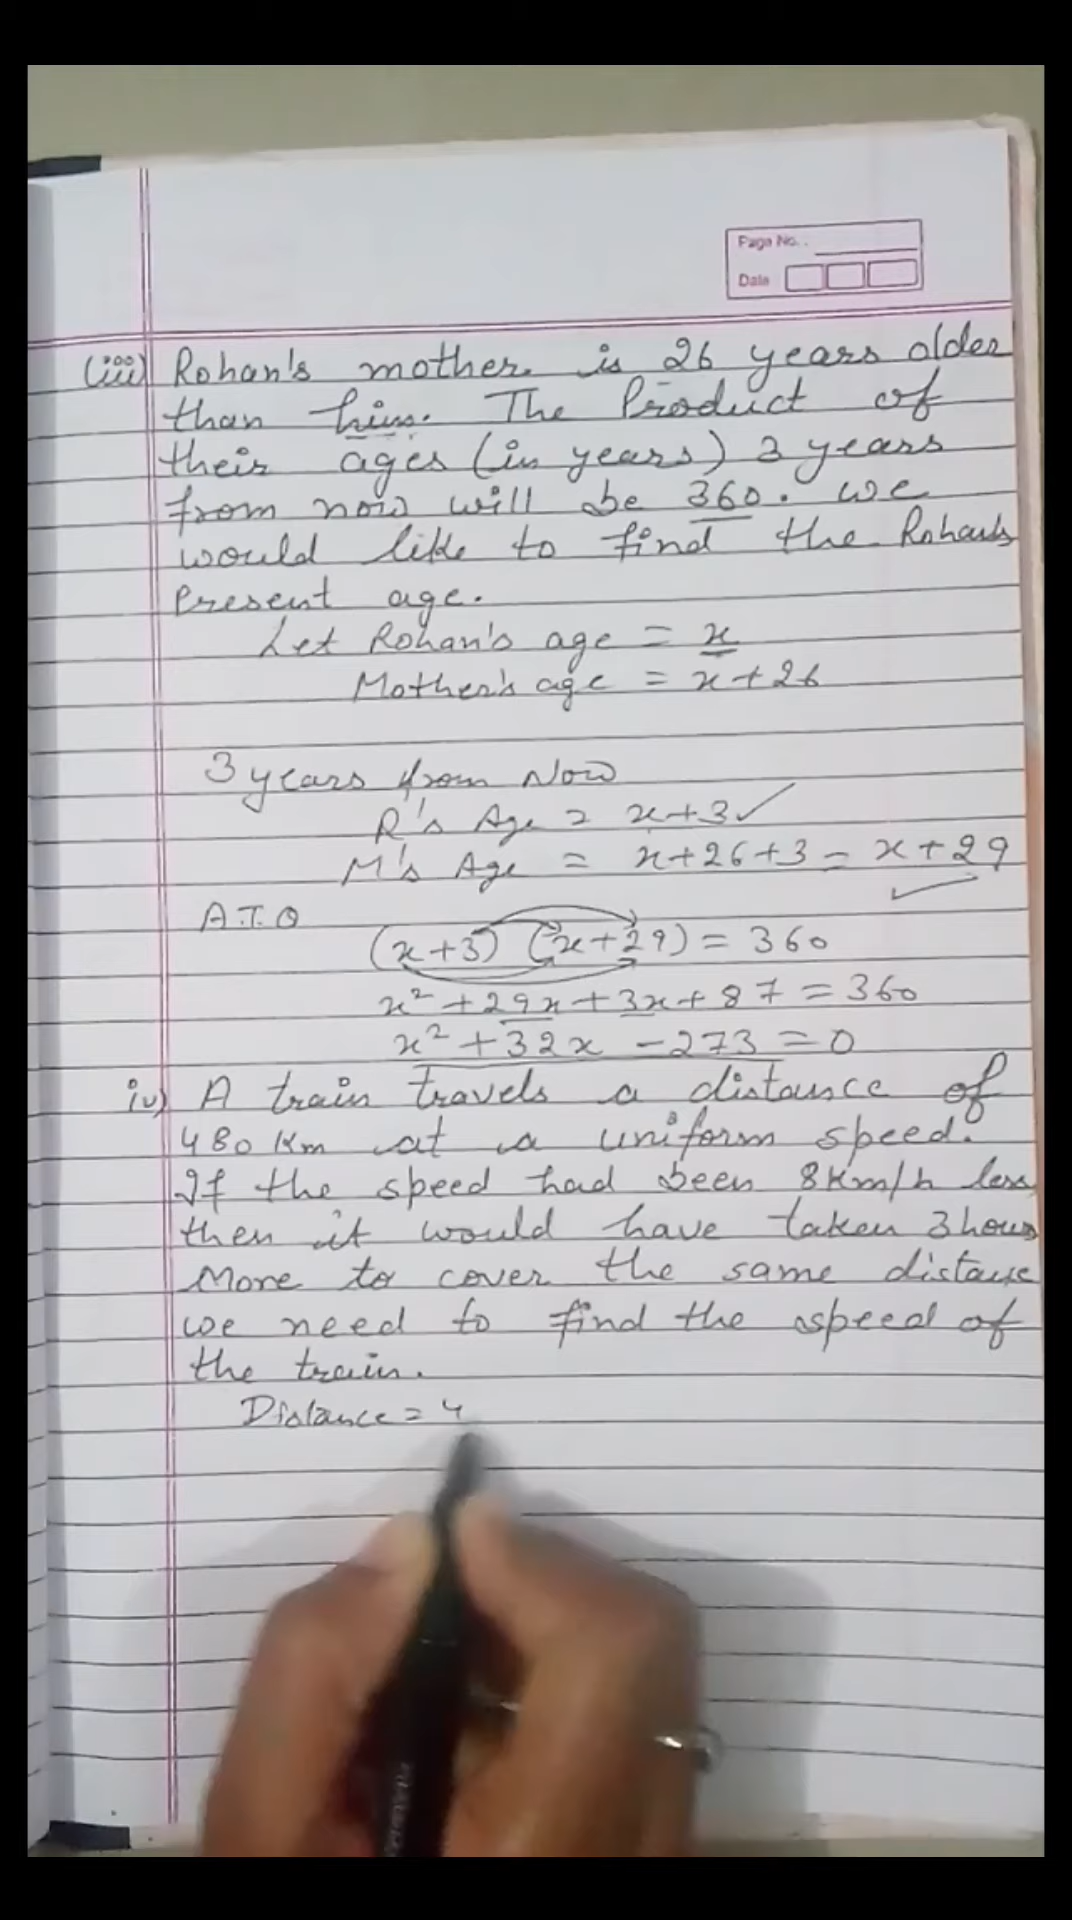 Page No. :
Date
(iii) Rohan's mother is 26 years older
than him. The Product of
their ages (in years) 3 years
from now will be 360. we
would like to find the Rohan's
Present age.
Let Rohan's age = x
Mother's age = x+26
3 years from Now
R's Age = x+3 ✓
M's Age = x+26+3 = x+29
A.T.Q
(x+3) (x+29) = 360
x² + 29x + 3x + 87 = 360
x² + 32x - 273 = 0
iv) A train travels a distance of
480 Km at a uniform speed.
If the speed had been 8Km/h less,
then it would have taken 3 hours
More to cover the same distance
we need to find the speed of
the train.
Distance = 4